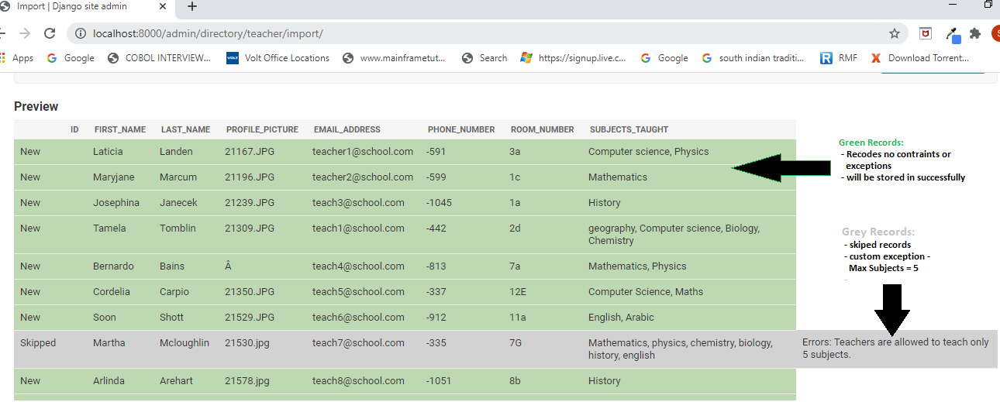 Import | Django site admin
localhost:8000/admin/directory/teacher/import/
Apps Google COBOL INTERVIEW... VOLT Volt Office Locations www.mainframetut... Search https://signup.live.c... Google south indian traditi... RMF Download Torrent...
Preview
ID FIRST_NAME LAST_NAME PROFILE_PICTURE EMAIL_ADDRESS PHONE_NUMBER ROOM_NUMBER SUBJECTS_TAUGHT
New Laticia Landen 21167.JPG teacher1@school.com -591 3a Computer science, Physics
New Maryjane Marcum 21196.JPG teacher2@school.com -599 1c Mathematics
New Josephina Janecek 21239.JPG teach3@school.com -1045 1a History
New Tamela Tomblin 21309.JPG teach1@school.com -442 2d geography, Computer science, Biology,
Chemistry
New Bernardo Bains Â teach4@school.com -813 7a Mathematics, Physics
New Cordelia Carpio 21350.JPG teach5@school.com -337 12E Computer Science, Maths
New Soon Shott 21529.JPG teach6@school.com -912 11a English, Arabic
Skipped Martha Mcloughlin 21530.jpg teach7@school.com -335 7G Mathematics, physics, chemistry, biology,
history, english
Errors: Teachers are allowed to teach only
5 subjects.
New Arlinda Arehart 21578.jpg teach8@school.com -1051 8b History
Green Records:
- Recodes no contraints or
exceptions
- will be stored in successfully
Grey Records:
- skiped records
- custom exception -
Max Subjects = 5
-